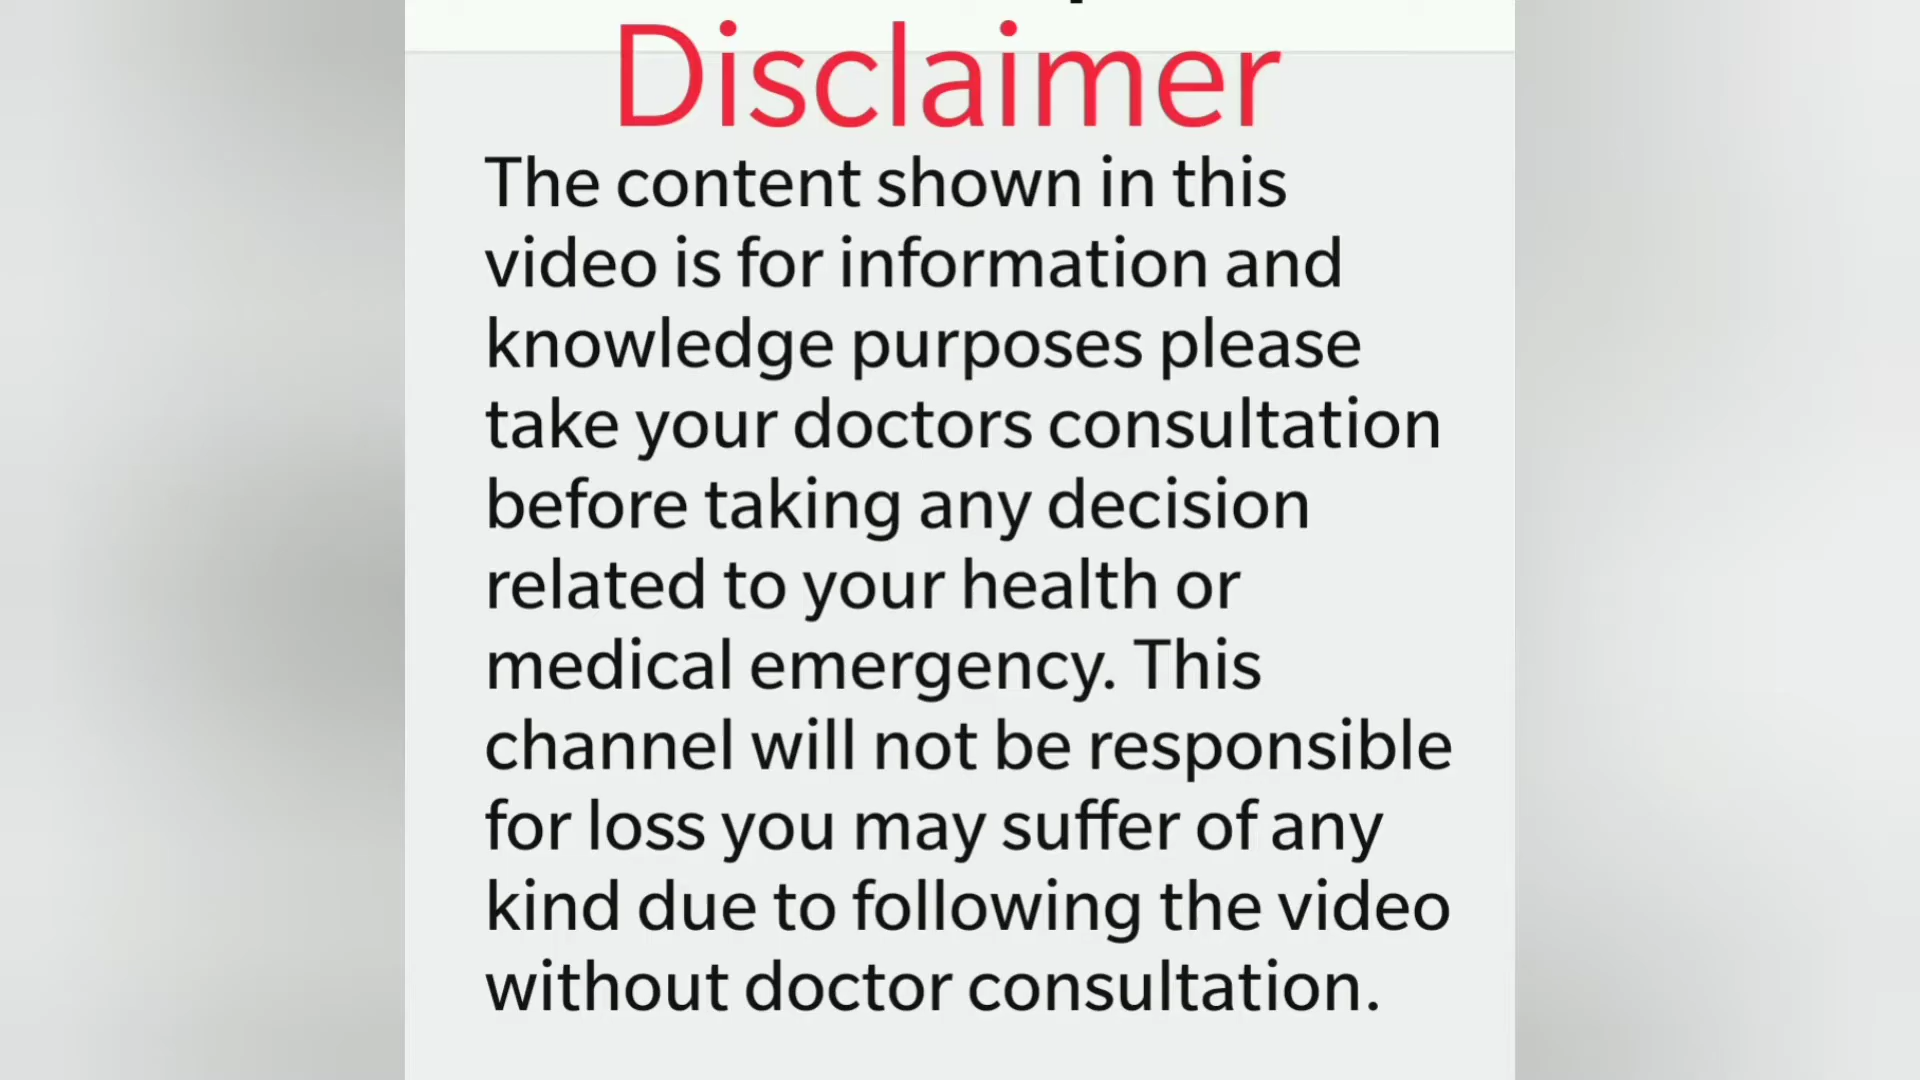 Disclaimer
The content shown in this
video is for information and
knowledge purposes please
take your doctors consultation
before taking any decision
related to your health or
medical emergency. This
channel will not be responsible
for loss you may suffer of any
kind due to following the video
without doctor consultation.